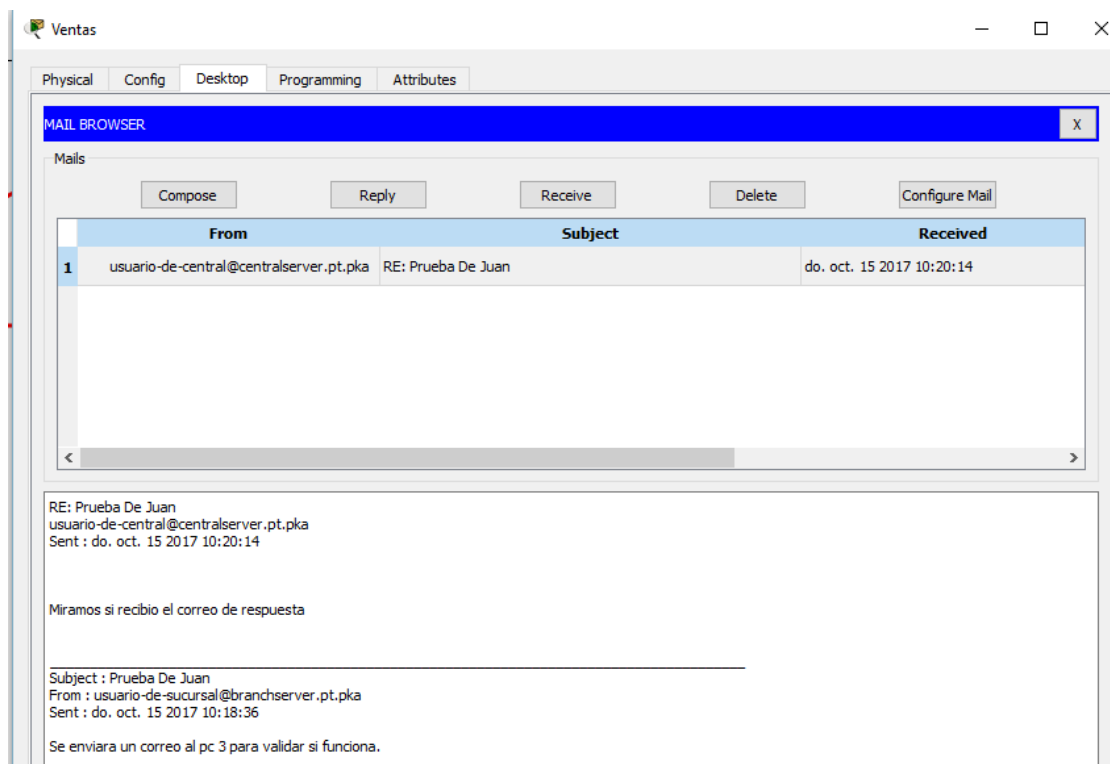 Ventas
Physical Config Desktop Programming Attributes
MAIL BROWSER X
Mails
Compose Reply Receive Delete Configure Mail
From Subject Received
1 usuario-de-central@centralserver.pt.pka RE: Prueba De Juan do. oct. 15 2017 10:20:14
RE: Prueba De Juan
usuario-de-central@centralserver.pt.pka
Sent : do. oct. 15 2017 10:20:14
Miramos si recibio el correo de respuesta
Subject : Prueba De Juan
From : usuario-de-sucursal@branchserver.pt.pka
Sent : do. oct. 15 2017 10:18:36
Se enviara un correo al pc 3 para validar si funciona.